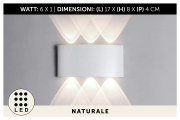 WATT: 6 X 1 | DIMENSIONI: (L) 17 X (H) 8 X (P) 4 CM
LED
NATURALE